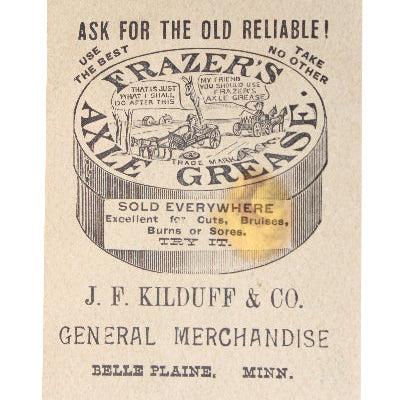 ASK FOR THE OLD RELIABLE!
USE THE BEST
TAKE NO OTHER
FRAZER'S
THAT IS JUST
WHAT I SHALL
DO AFTER THIS
MY FRIEND
YOU SHOULD USE
FRAZER'S
AXLE GREASE
TRADE MARK
AXLE GREASE.
SOLD EVERYWHERE
Excellent for Cuts, Bruises,
Burns or Sores.
TRY IT.
J. F. KILDUFF & CO.
GENERAL MERCHANDISE
BELLE PLAINE, MINN.